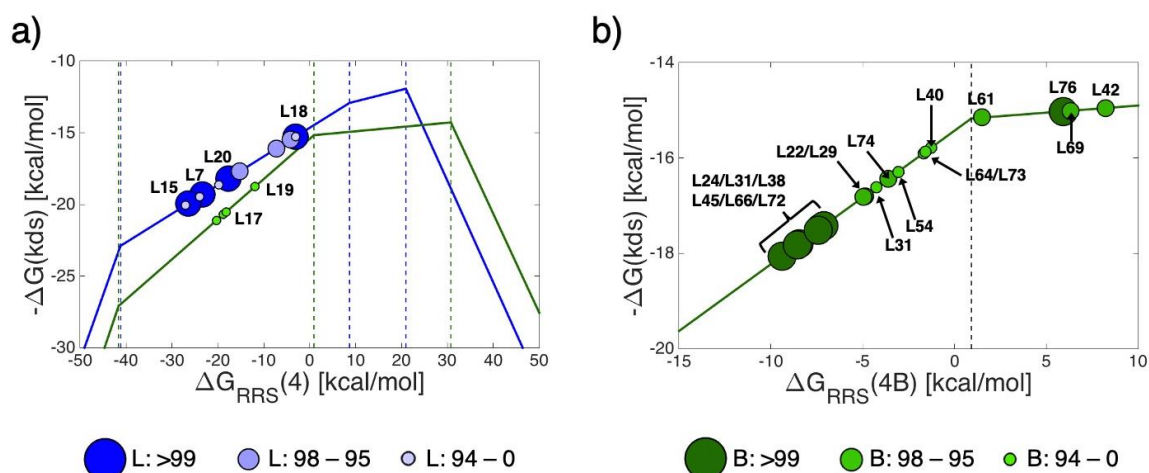 a)
-ΔG(kds) [kcal/mol]
-10
-15
-20
-25
-30
-50 -40 -30 -20 -10 0 10 20 30 40 50
ΔG_RRS(4) [kcal/mol]
L18
L20
L7
L15
L19
L17
L: >99 L: 98 – 95 L: 94 – 0
b)
-ΔG(kds) [kcal/mol]
-14
-16
-18
-20
-15 -10 -5 0 5 10
ΔG_RRS(4B) [kcal/mol]
L40
L61
L76
L42
L22/L29
L74
L69
L64/L73
L24/L31/L38
L45/L66/L72
L54
L31
B: >99 B: 98 – 95 B: 94 – 0